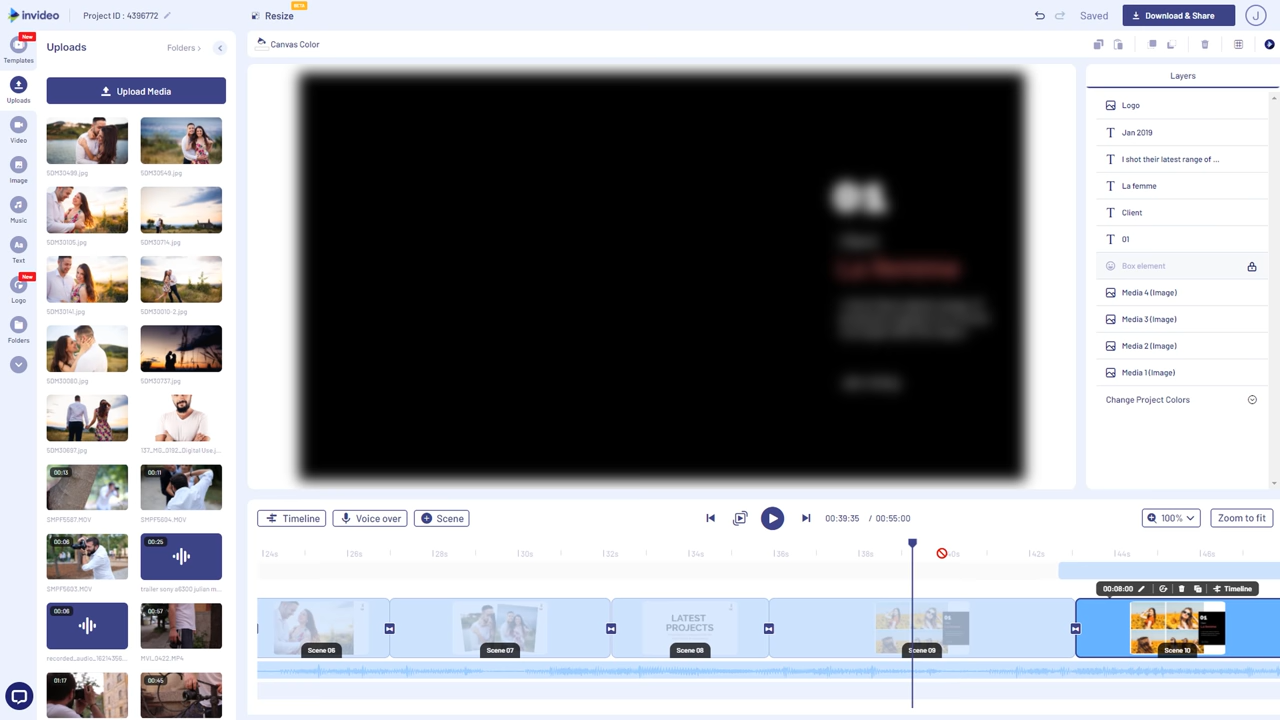 invideo
Project ID : 4396772
Resize
BETA
Saved
Download & Share
J
New
Templates
Uploads
Video
Image
Music
Aa
Text
New
Logo
Folders
Uploads
Folders >
Upload Media
SDM30499.jpg
SDM30549.jpg
SDM30105.jpg
SDM30714.jpg
SDM30141.jpg
SDM30010-2.jpg
SDM30080.jpg
SDM30737.jpg
SDM30697.jpg
00:13
00:11
00:06
SMPF5603.MOV
00:25
trailer sony a6300 julian m...
00:06
00:57
MVI_0422.MP4
01:17
00:45
Canvas Color
01
Layers
Logo
T Jan 2019
T I shot their latest range of ...
T La femme
T Client
T 01
Box element
Media 4 (Image)
Media 3 (Image)
Media 2 (Image)
Media 1 (Image)
Change Project Colors
Timeline
Voice over
Scene
00:39:35 / 00:55:00
100%
Zoom to fit
24s
26s
28s
30s
32s
34s
36s
38s
42s
44s
46s
00:08:00
Timeline
LATEST
PROJECTS
01
Scene 06
Scene 07
Scene 08
Scene 09
Scene 10